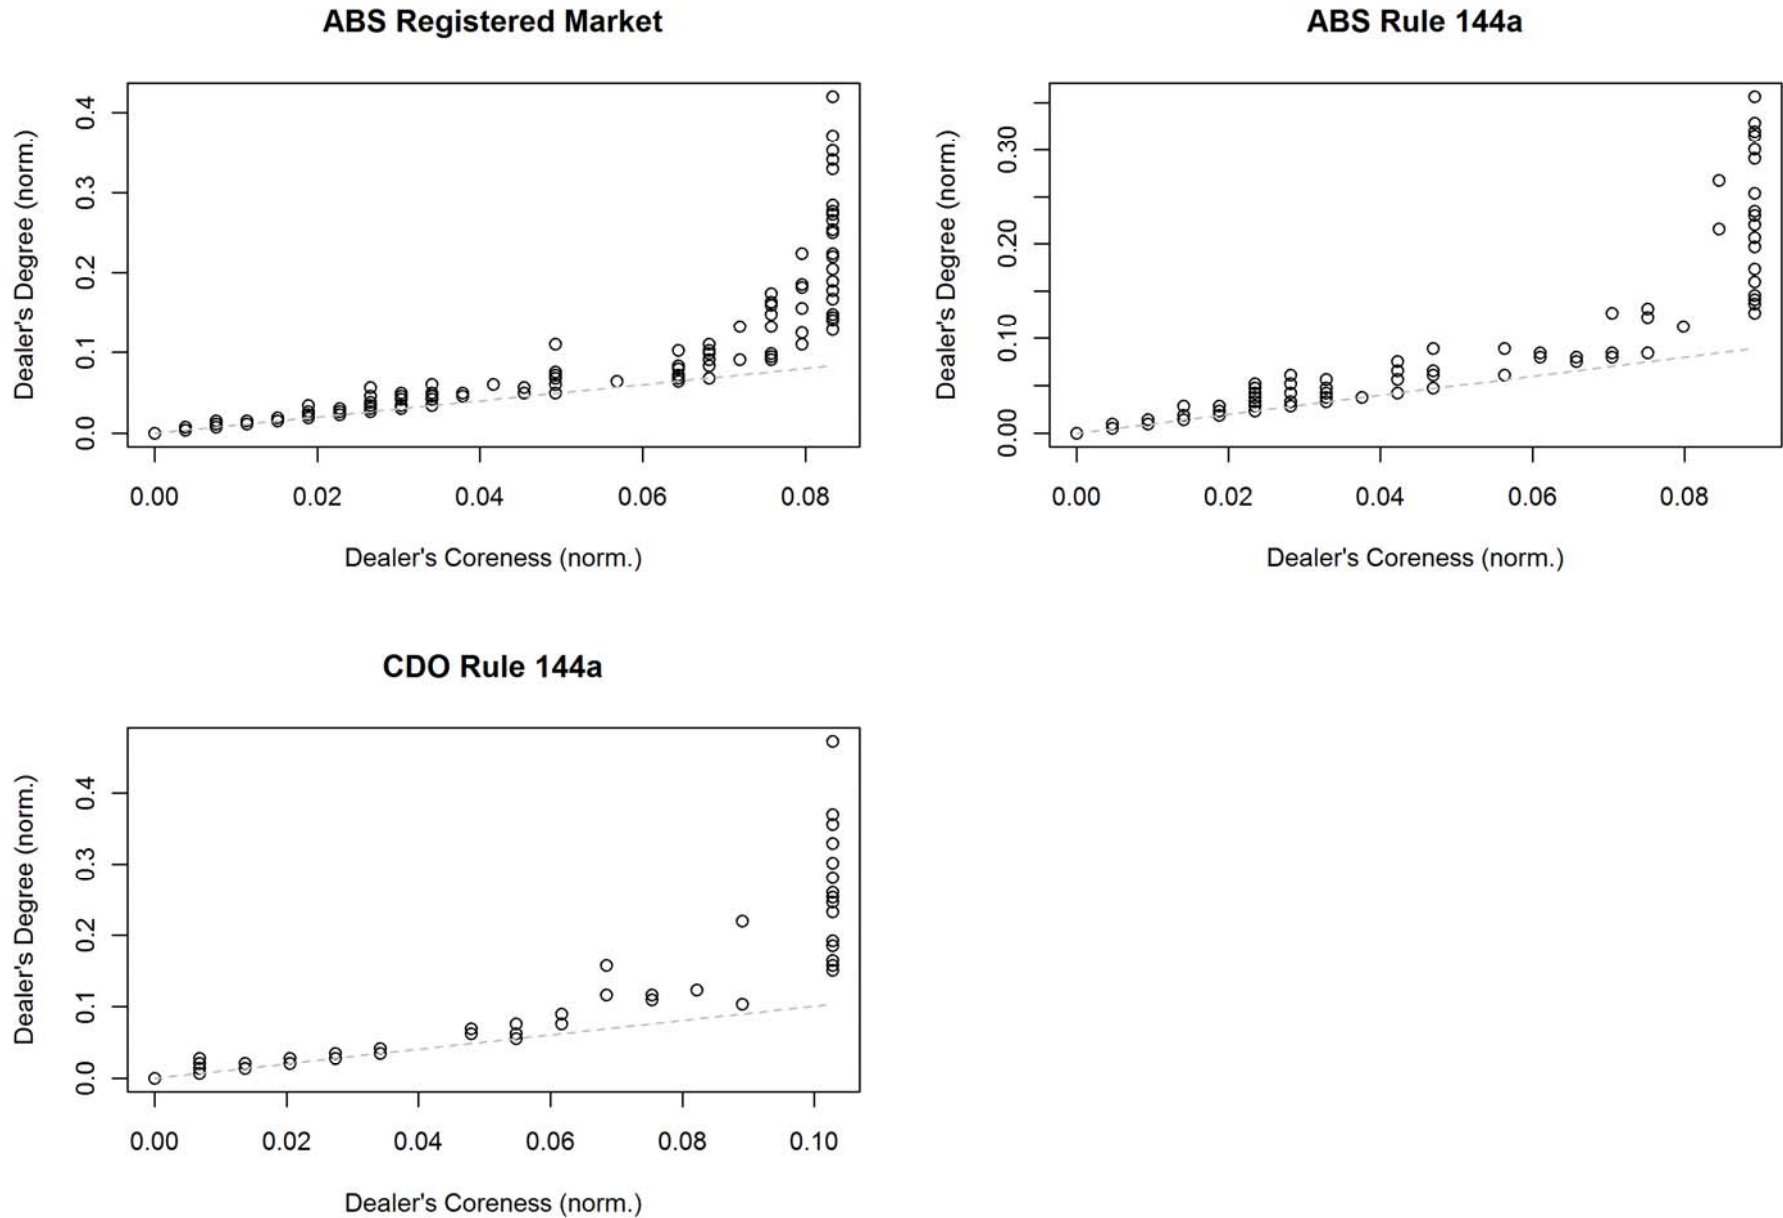 ABS Registered Market
Dealer's Degree (norm.)
0.4
0.3
0.2
0.1
0.0
0.00 0.02 0.04 0.06 0.08
Dealer's Coreness (norm.)
ABS Rule 144a
Dealer's Degree (norm.)
0.30
0.20
0.10
0.00
0.00 0.02 0.04 0.06 0.08
Dealer's Coreness (norm.)
CDO Rule 144a
Dealer's Degree (norm.)
0.4
0.3
0.2
0.1
0.0
0.00 0.02 0.04 0.06 0.08 0.10
Dealer's Coreness (norm.)